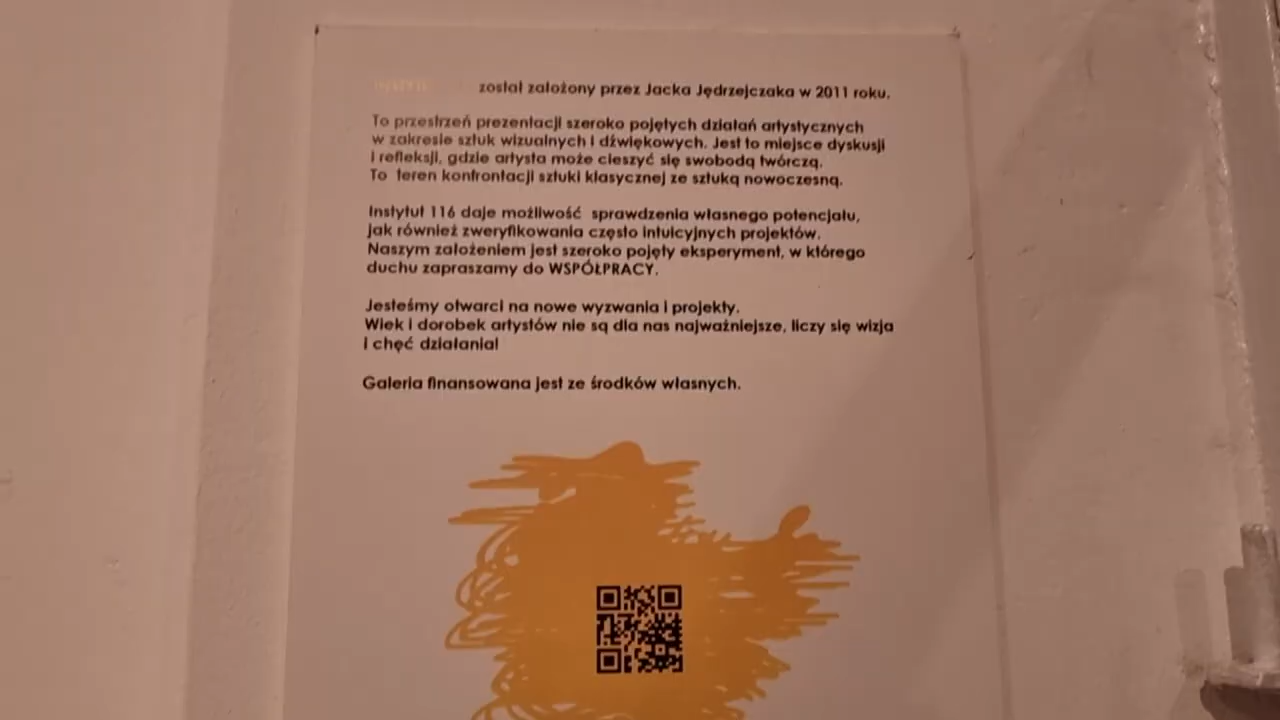 został założony przez Jacka Jędrzejczaka w 2011 roku.
To przestrzeń prezentacji szeroko pojętych działań artystycznych
w zakresie sztuk wizualnych i dźwiękowych. Jest to miejsce dyskusji
i refleksji, gdzie artysta może cieszyć się swobodą twórczą.
To teren konfrontacji sztuki klasycznej ze sztuką nowoczesną.
Instytut 116 daje możliwość sprawdzenia własnego potencjału,
jak również zweryfikowania często intuicyjnych projektów.
Naszym założeniem jest szeroko pojęty eksperyment, w którego
duchu zapraszamy do WSPÓŁPRACY.
Jesteśmy otwarci na nowe wyzwania i projekty.
Wiek i dorobek artystów nie są dla nas najważniejsze, liczy się wizja
i chęć działania!
Galeria finansowana jest ze środków własnych.